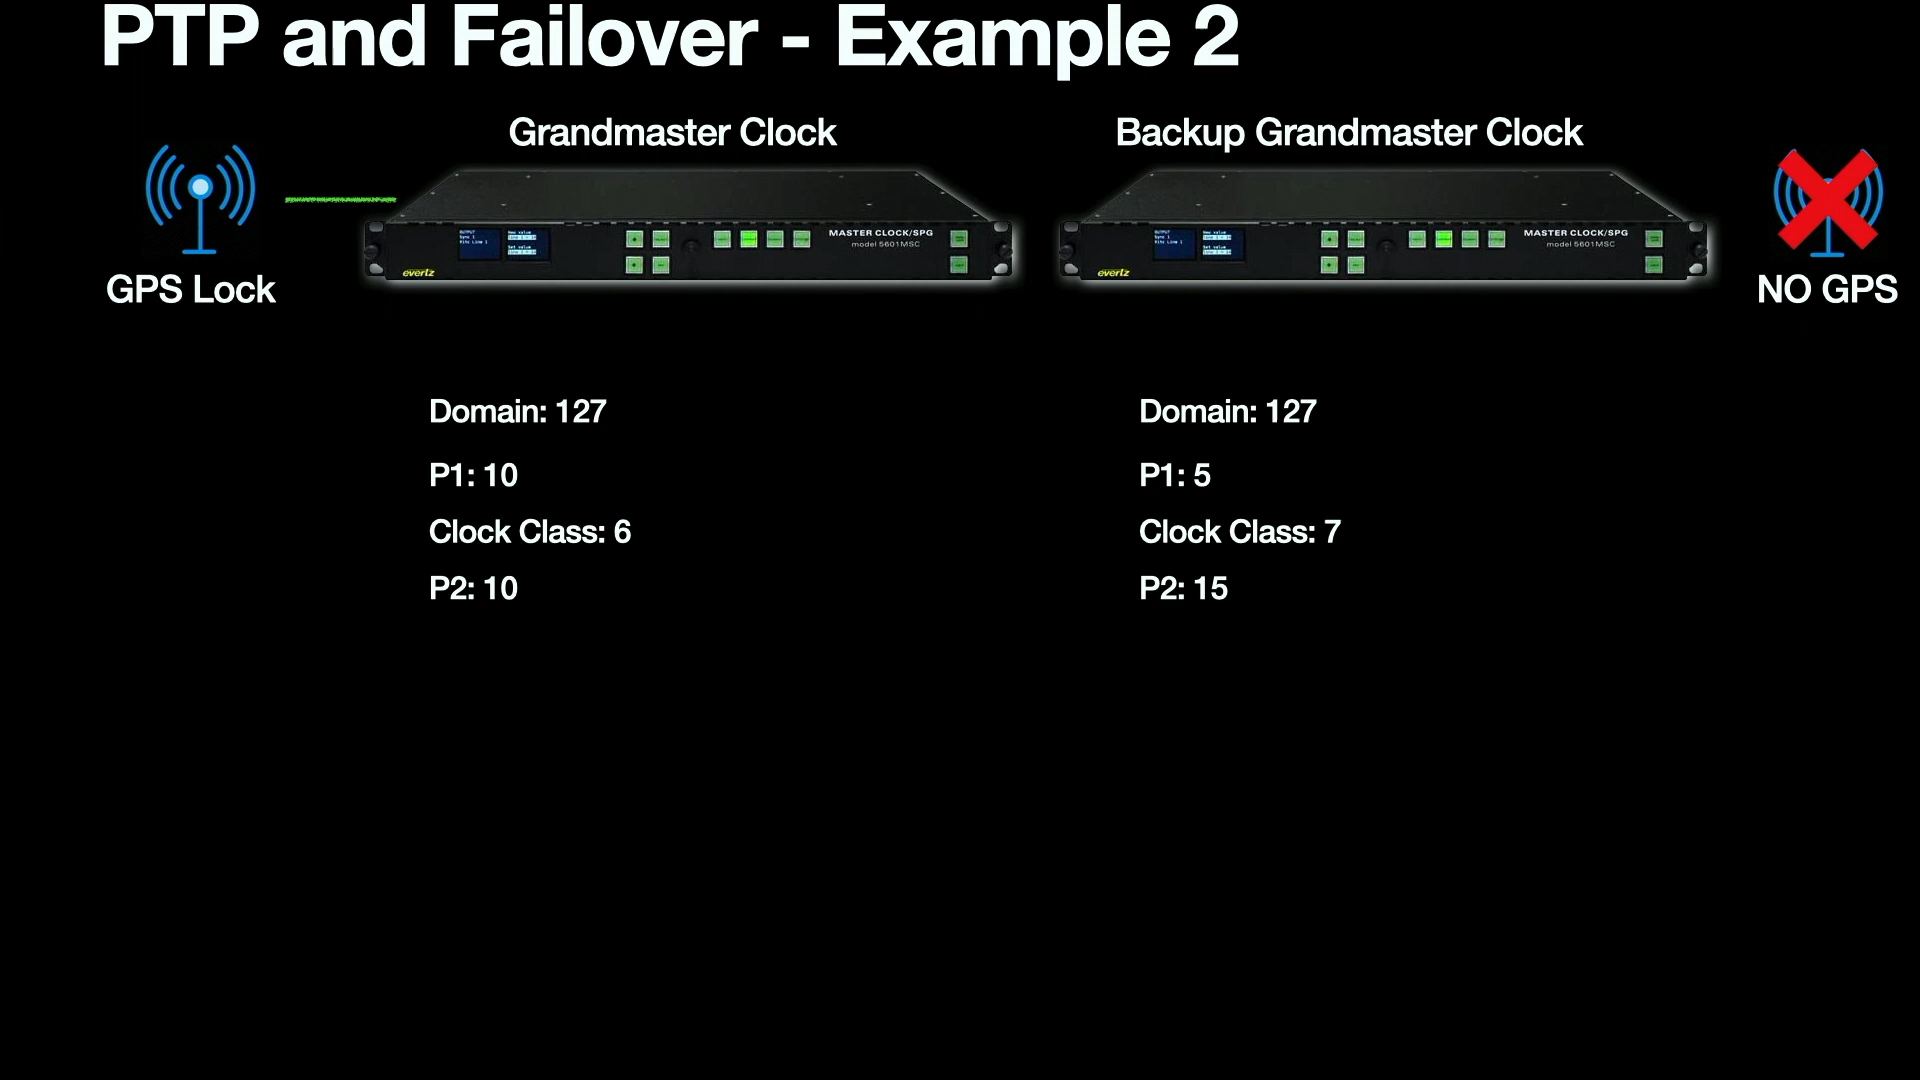 PTP and Failover - Example 2
Grandmaster Clock
Backup Grandmaster Clock
MASTER CLOCK/SPG
model 5601MSC
evertz
MASTER CLOCK/SPG
model 5601MSC
evertz
GPS Lock
NO GPS
Domain: 127
P1: 10
Clock Class: 6
P2: 10
Domain: 127
P1: 5
Clock Class: 7
P2: 15